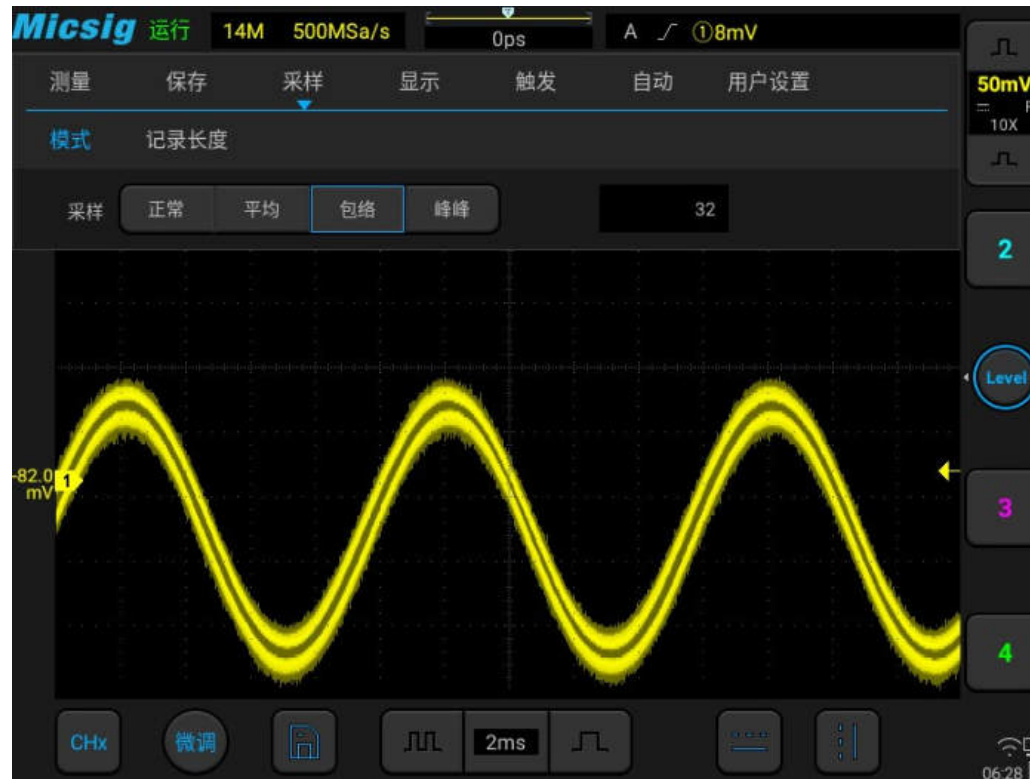 Micsig 运行 14M 500MSa/s 0ps A ①8mV
测量 保存 采样 显示 触发 自动 用户设置
50mV
10X
模式 记录长度
采样 正常 平均 包络 峰峰 32
2
Level
-82.0
mV
1
3
4
CHx 微调 2ms
06:28